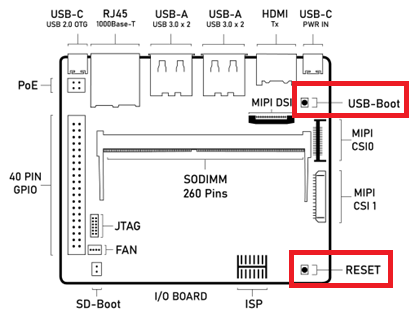 USB-C
USB 2.0 OTG
RJ45
1000Base-T
USB-A
USB 3.0 x 2
USB-A
USB 3.0 x 2
HDMI
Tx
USB-C
PWR IN
PoE
MIPI DSI
USB-Boot
MIPI
CSI0
40 PIN
GPIO
SODIMM
260 Pins
MIPI
CSI 1
JTAG
FAN
RESET
SD-Boot
I/O BOARD
ISP